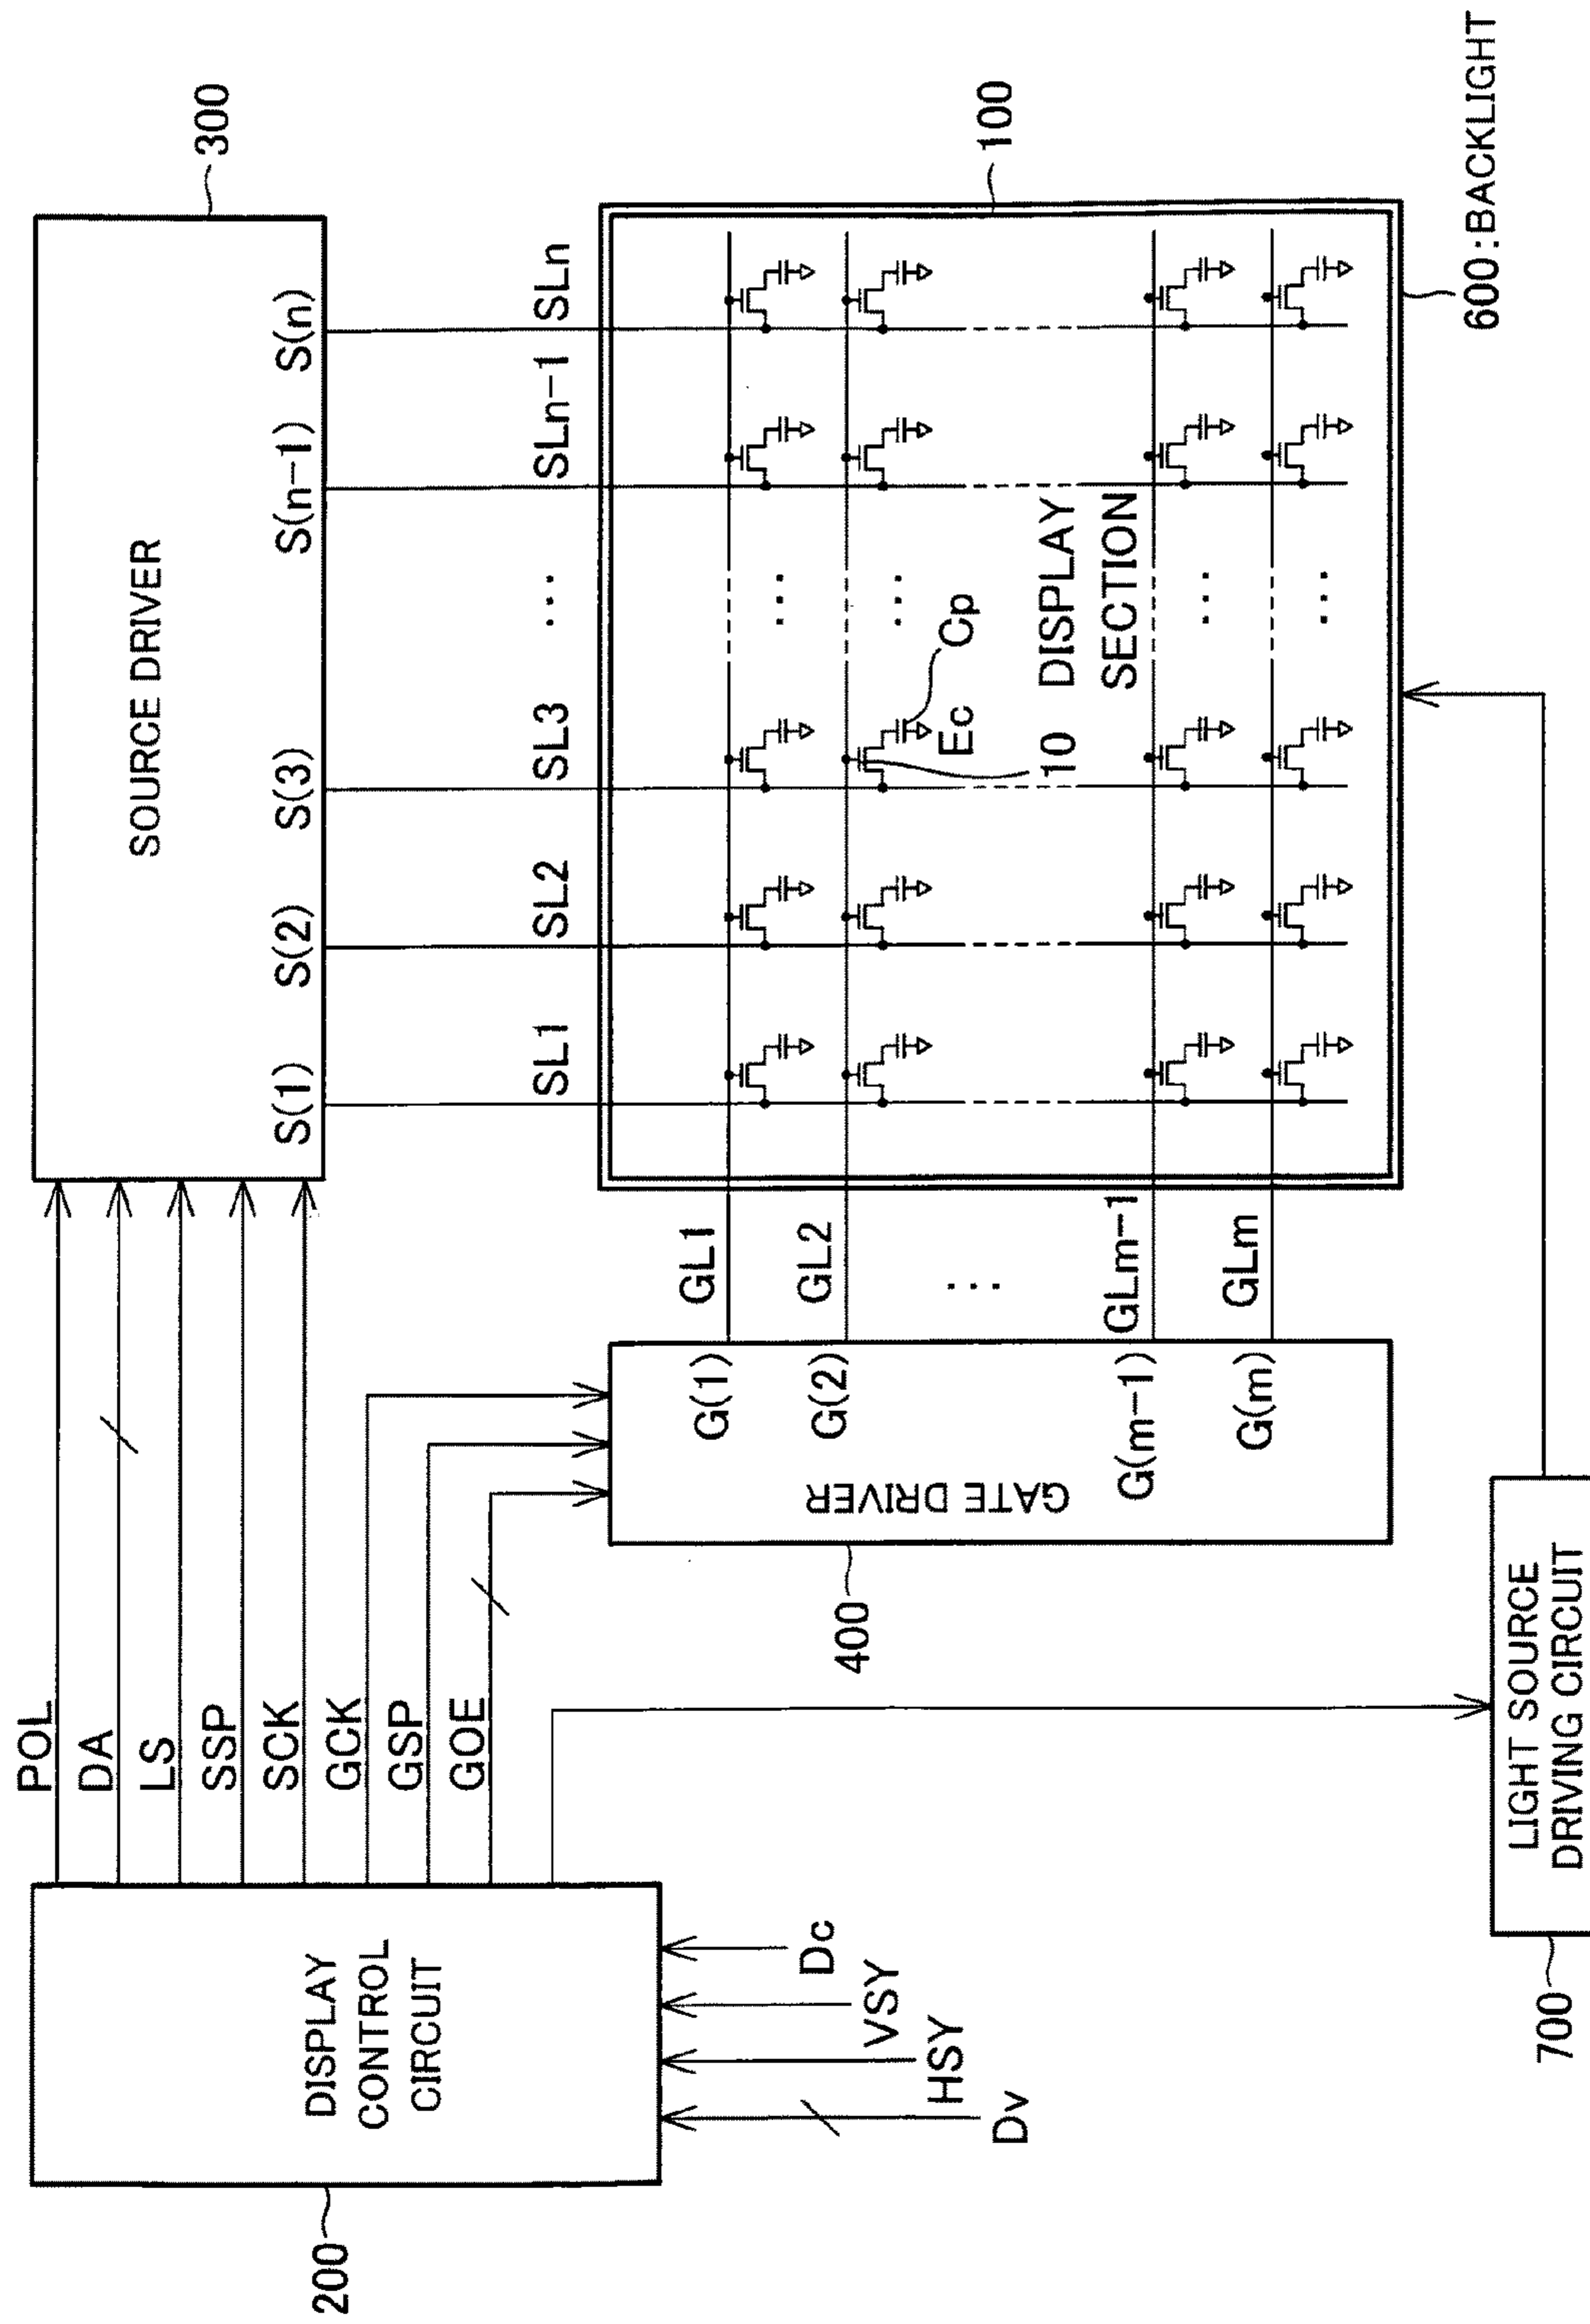 300
SOURCE DRIVER
S(1)
S(2)
S(3)
S(n-1)
S(n)
POL
DA
LS
SSP
SCK
GCK
GSP
GOE
SL1
SL2
SL3
...
SLn-1
SLn
200
DISPLAY
CONTROL
CIRCUIT
Dv
HSY
VSY
Dc
400
GATE DRIVER
G(1)
G(2)
G(m-1)
G(m)
GL1
GL2
...
GLm-1
GLm
100
...
...
Cp
Ec
10
DISPLAY
SECTION
...
...
600:BACKLIGHT
700
LIGHT SOURCE
DRIVING CIRCUIT